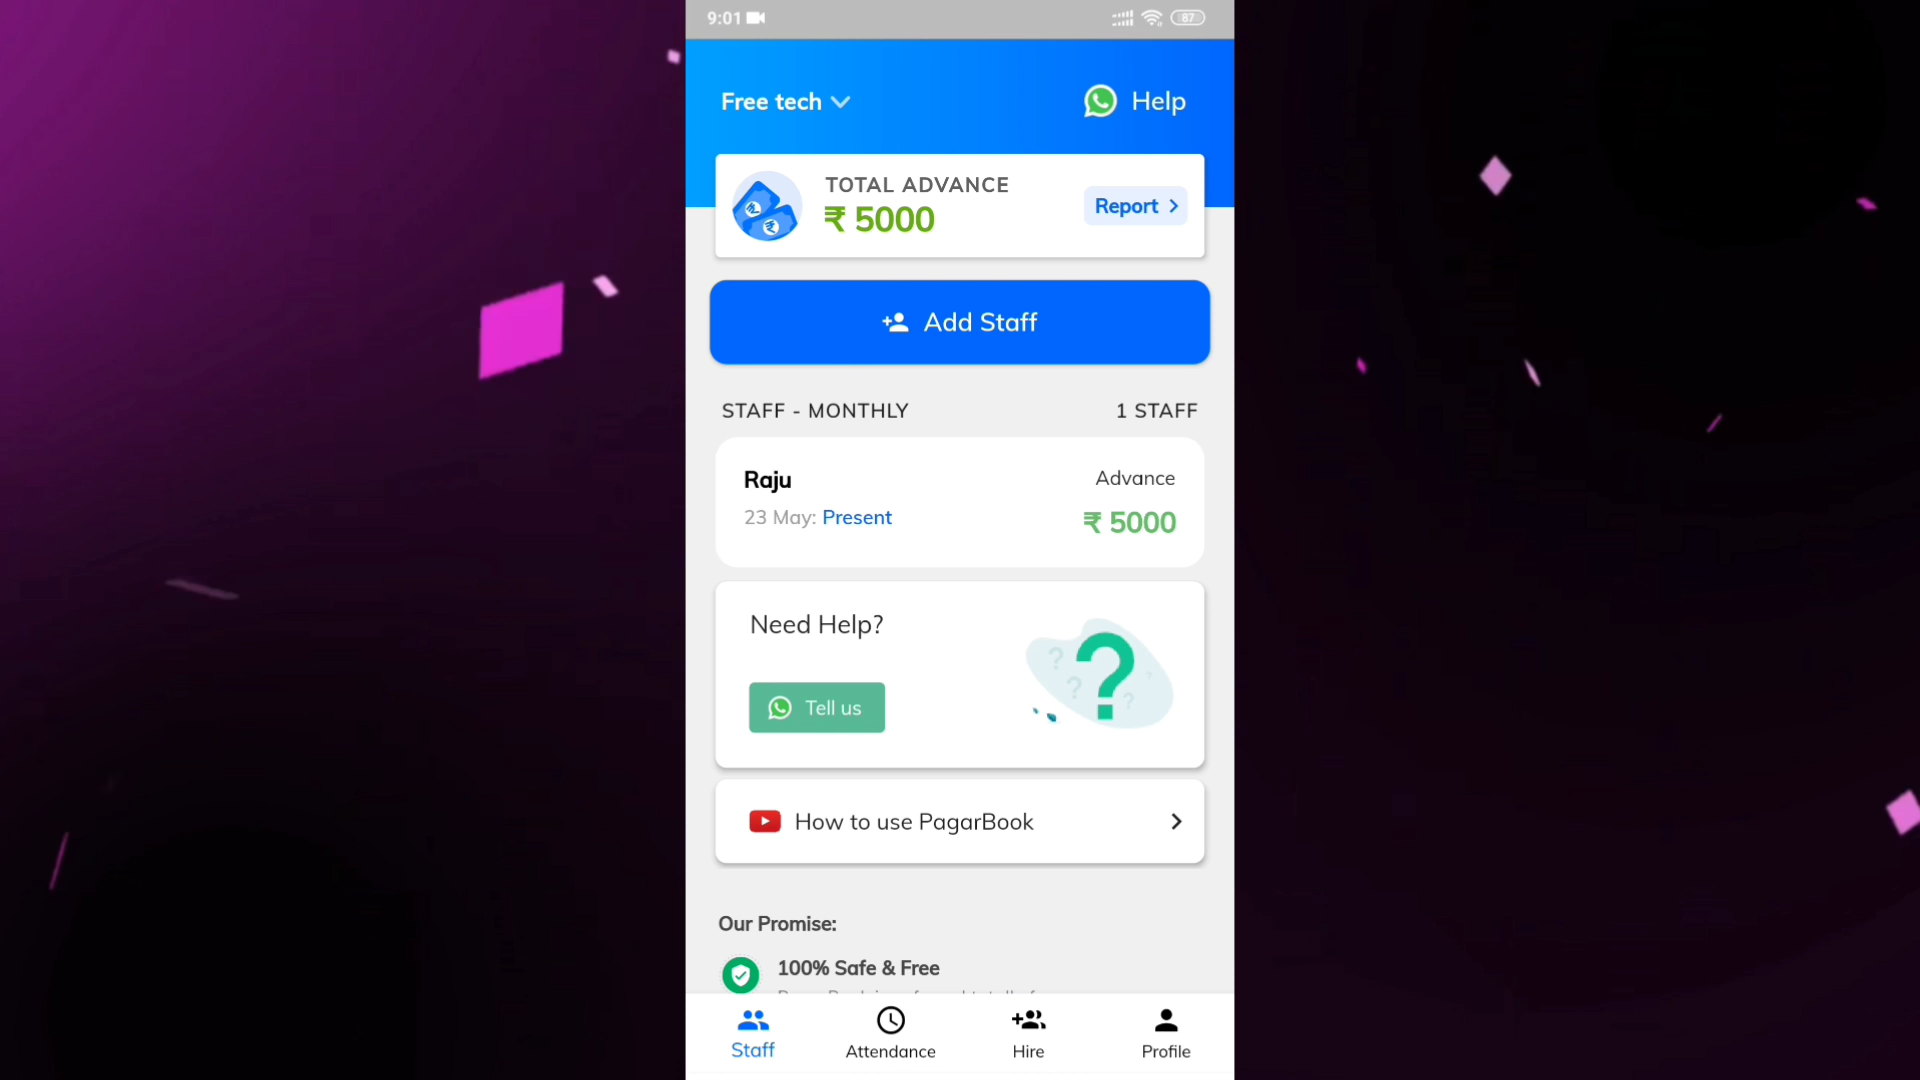 9:01
87
Free tech
Help
TOTAL ADVANCE
₹ 5000
Report
Add Staff
STAFF - MONTHLY
1 STAFF
Raju
Advance
23 May: Present
₹ 5000
Need Help?
Tell us
How to use PagarBook
Our Promise:
100% Safe & Free
Staff
Attendance
Hire
Profile